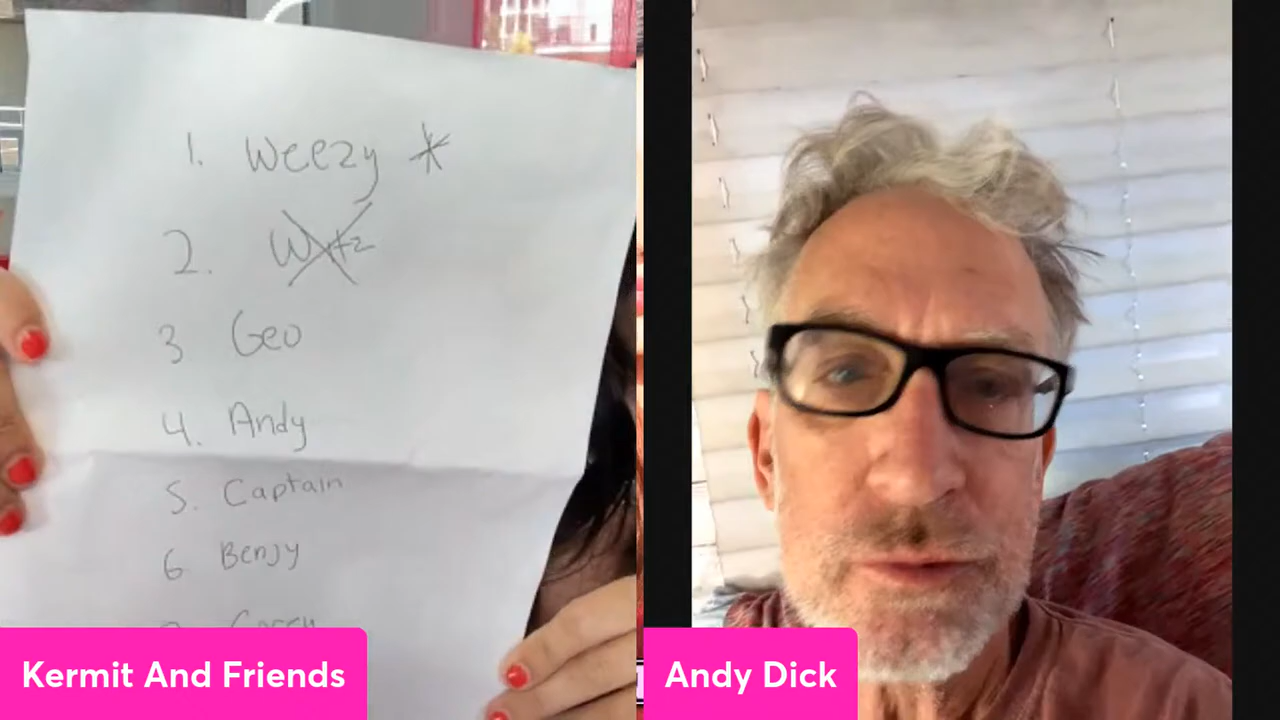 1. Weezy *
2.
3 Geo
4. Andy
5. Captain
6 Benjy
Kermit And Friends
Andy Dick